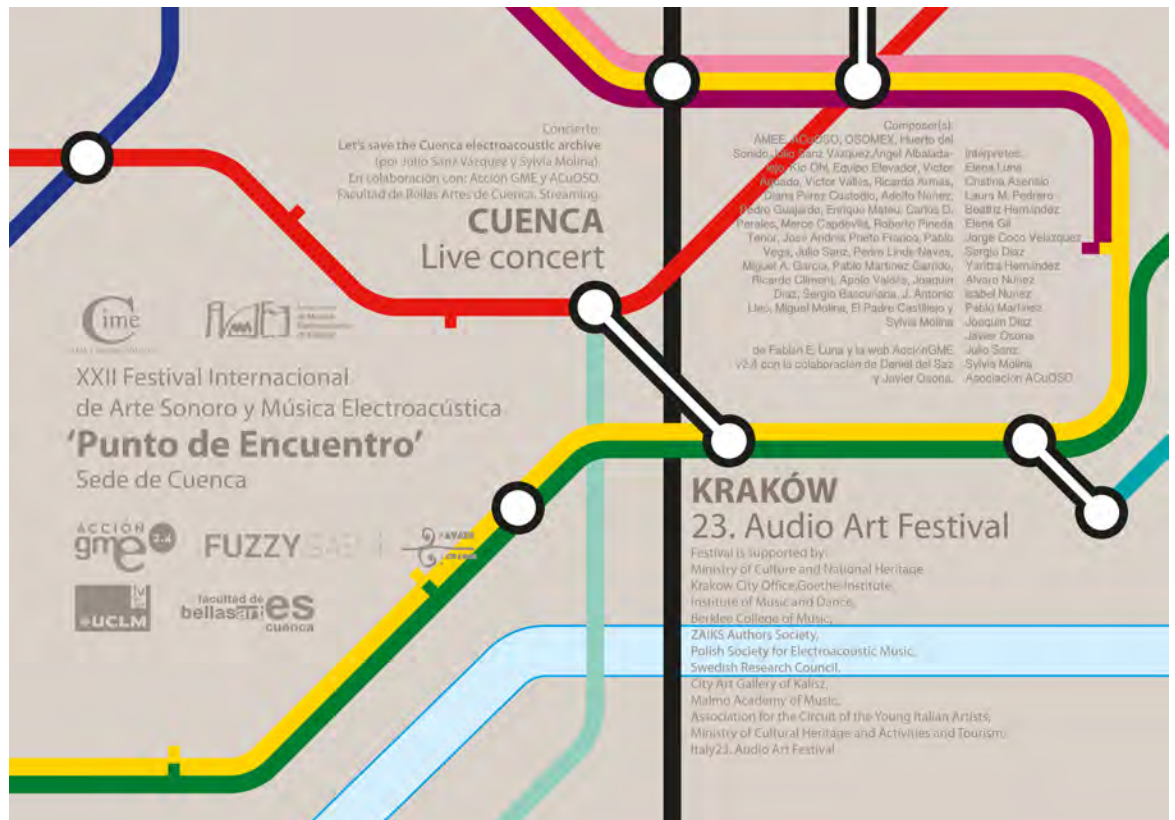 Concierto:
Let's save the Cuenca electroacoustic archive
(por Julio Sanz Vázquez y Sylvia Molina).
En colaboración con: Acción GME y ACuOSO.
Facultad de Bellas Artes de Cuenca. Streaming.
CUENCA
Live concert
Cime
XXII Festival Internacional
de Arte Sonoro y Música Electroacústica
'Punto de Encuentro'
Sede de Cuenca
ACCIÓN
gme 2.4
FUZZY
UCLM
facultad de
bellasartes
cuenca
Composer(s):
AMEE, ACuOSO, OSOMEX, Huerto del
Sonido, Julio Sanz Vázquez, Ángel Albalada-
Kio Ohl, Equipo Elevador, Víctor
Aguado, Víctor Vallés, Ricardo Armas,
Diana Pérez Custodio, Adolfo Núñez,
Pedro Guajardo, Enrique Mateu, Carlos D.
Perales, Merce Capdevila, Roberto Pineda
Tenor, José Andrés Prieto Franco, Pablo
Vega, Julio Sanz, Pedro Linde Navas,
Miguel A. García, Pablo Martínez Garrido,
Ricardo Climent, Apolo Valdés, Joaquín
Díaz, Sergio Bascuñana, J. Antonio
Lleo, Miguel Molina, El Padre Castillejo y
Sylvia Molina
de Fabián E. Luna y la web AcciónGME
v2.4 con la colaboración de Daniel del Saz
y Javier Osona.
Intérpretes:
Elena Luna
Cristina Asensio
Laura M. Pedrero
Beatriz Hernández
Elena Gil
Jorge Coco Velázquez
Sergio Díaz
Yaritza Hernández
Álvaro Núñez
Isabel Núñez
Pablo Martínez
Joaquín Díaz
Javier Osona
Julio Sanz
Sylvia Molina
Asociación ACuOSO
KRAKÓW
23. Audio Art Festival
Festival is supported by:
Ministry of Culture and National Heritage
Krakow City Office,Goethe-Institute,
Institute of Music and Dance,
Berklee College of Music,
ZAIKS Authors Society,
Polish Society for Electroacoustic Music,
Swedish Research Council,
City Art Gallery of Kalisz,
Malmo Academy of Music,
Association for the Circuit of the Young Italian Artists,
Ministry of Cultural Heritage and Activities and Tourism,
Italy23. Audio Art Festival